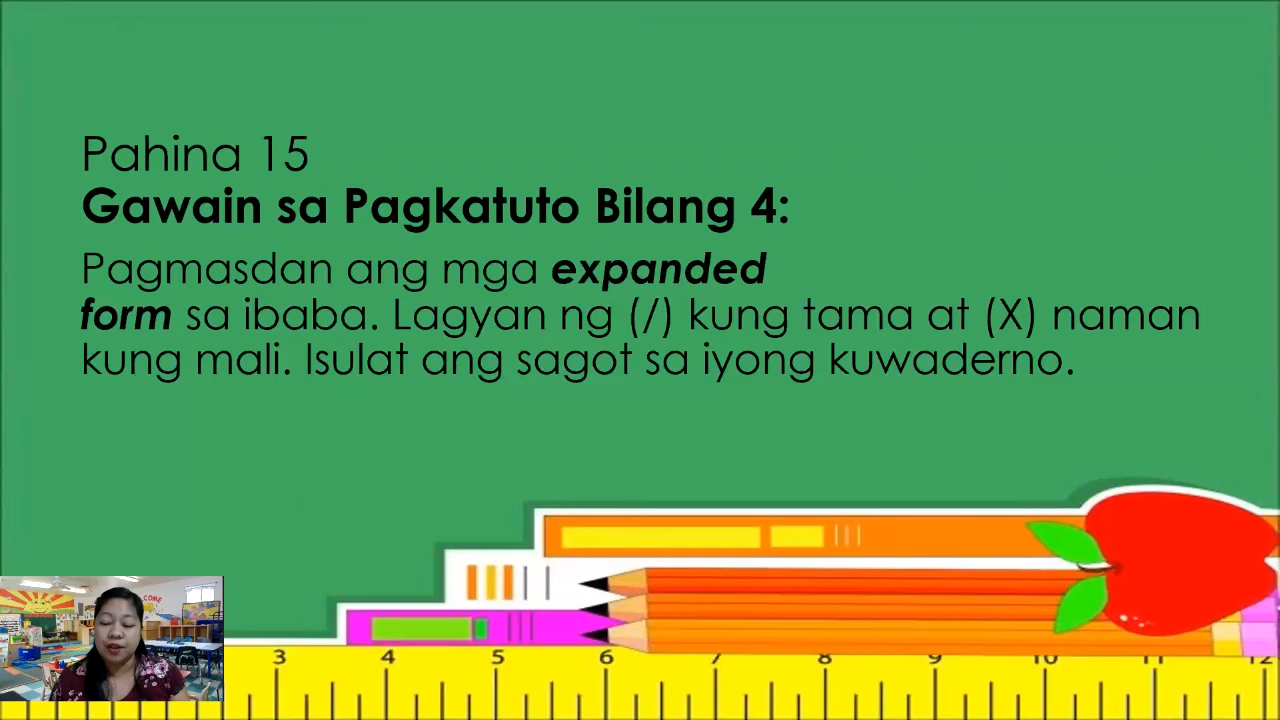 Pahina 15
Gawain sa Pagkatuto Bilang 4:
Pagmasdan ang mga expanded
form sa ibaba. Lagyan ng (/) kung tama at (X) naman
kung mali. Isulat ang sagot sa iyong kuwaderno.
3 4 5 6 7 8 9 10 11 12